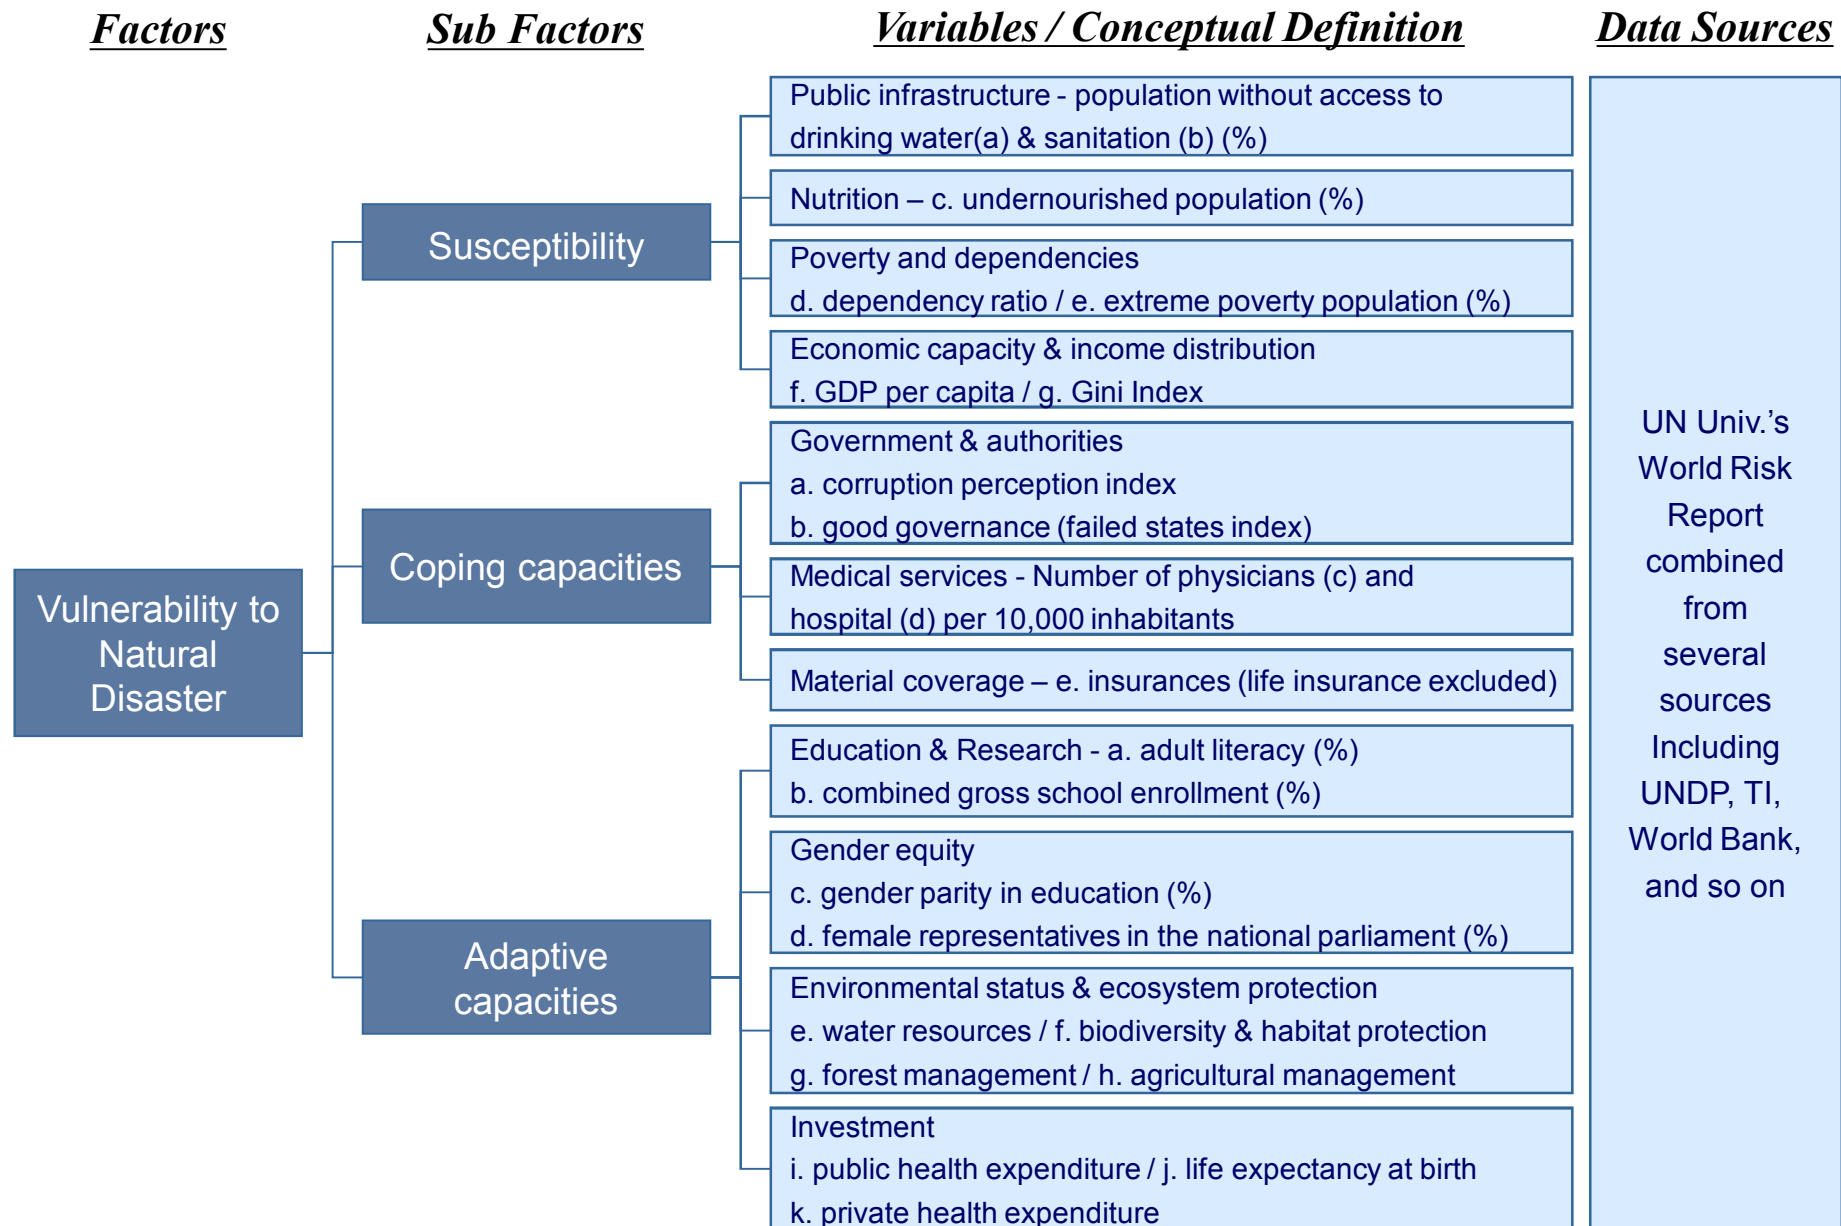 Factors
Sub Factors
Variables / Conceptual Definition
Data Sources
Vulnerability to
Natural
Disaster
Susceptibility
Public infrastructure - population without access to
drinking water(a) & sanitation (b) (%)
Nutrition – c. undernourished population (%)
Poverty and dependencies
d. dependency ratio / e. extreme poverty population (%)
Economic capacity & income distribution
f. GDP per capita / g. Gini Index
Coping capacities
Government & authorities
a. corruption perception index
b. good governance (failed states index)
Medical services - Number of physicians (c) and
hospital (d) per 10,000 inhabitants
Material coverage – e. insurances (life insurance excluded)
Adaptive
capacities
Education & Research - a. adult literacy (%)
b. combined gross school enrollment (%)
Gender equity
c. gender parity in education (%)
d. female representatives in the national parliament (%)
Environmental status & ecosystem protection
e. water resources / f. biodiversity & habitat protection
g. forest management / h. agricultural management
Investment
i. public health expenditure / j. life expectancy at birth
k. private health expenditure
UN Univ.’s
World Risk
Report
combined
from
several
sources
Including
UNDP, TI,
World Bank,
and so on